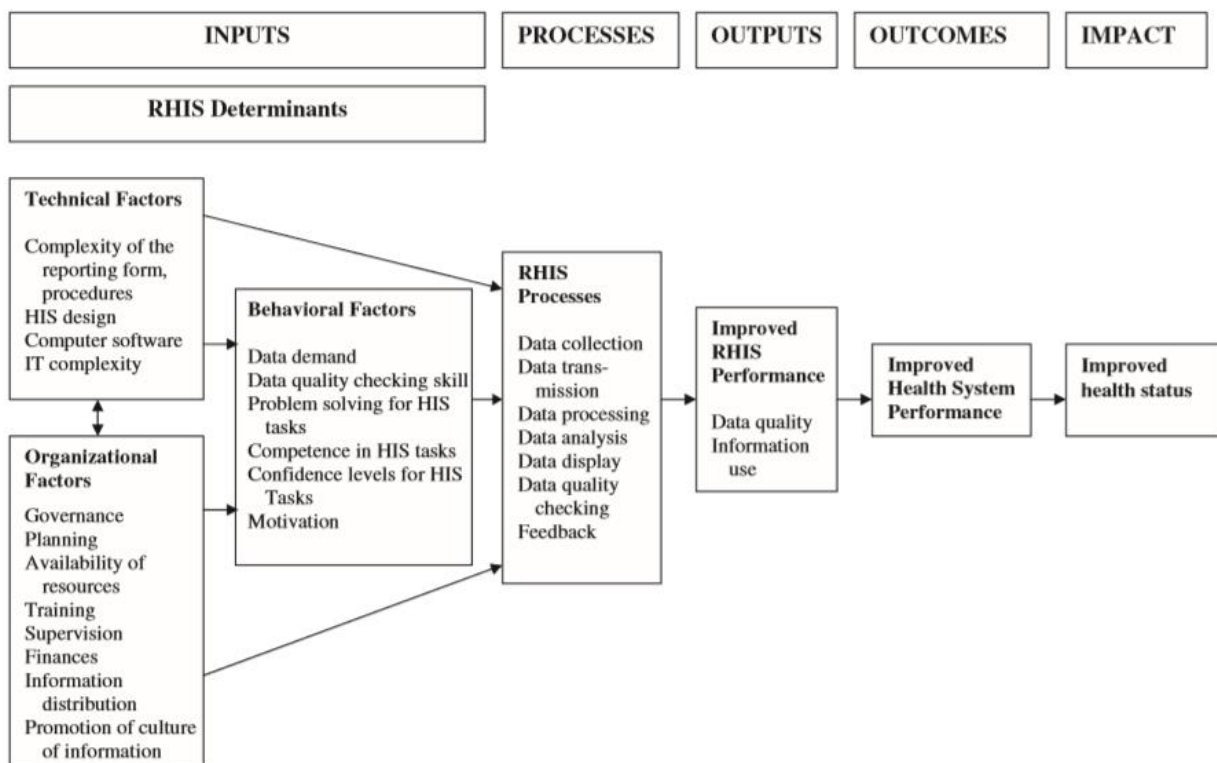 INPUTS
PROCESSES
OUTPUTS
OUTCOMES
IMPACT
RHIS Determinants
Technical Factors
Complexity of the
reporting form,
procedures
HIS design
Computer software
IT complexity
Organizational
Factors
Governance
Planning
Availability of
resources
Training
Supervision
Finances
Information
distribution
Promotion of culture
of information
Behavioral Factors
Data demand
Data quality checking skill
Problem solving for HIS
tasks
Competence in HIS tasks
Confidence levels for HIS
Tasks
Motivation
RHIS
Processes
Data collection
Data trans-
mission
Data processing
Data analysis
Data display
Data quality
checking
Feedback
Improved
RHIS
Performance
Data quality
Information
use
Improved
Health System
Performance
Improved
health status